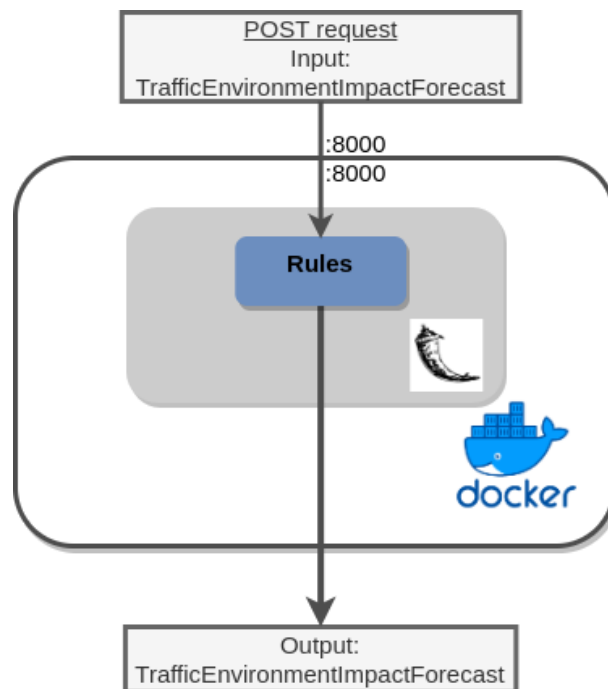 POST request
Input:
TrafficEnvironmentImpactForecast
:8000
:8000
Rules
docker
Output:
TrafficEnvironmentImpactForecast